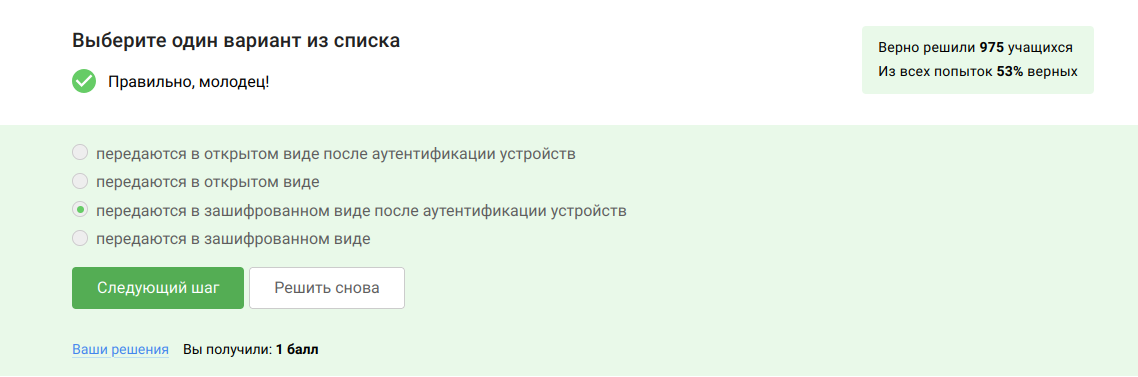 Выберите один вариант из списка
Правильно, молодец!
Верно решили 975 учащихся
Из всех попыток 53% верных
передаются в открытом виде после аутентификации устройств
передаются в открытом виде
передаются в зашифрованном виде после аутентификации устройств
передаются в зашифрованном виде
Следующий шаг
Решить снова
Ваши решения Вы получили: 1 балл